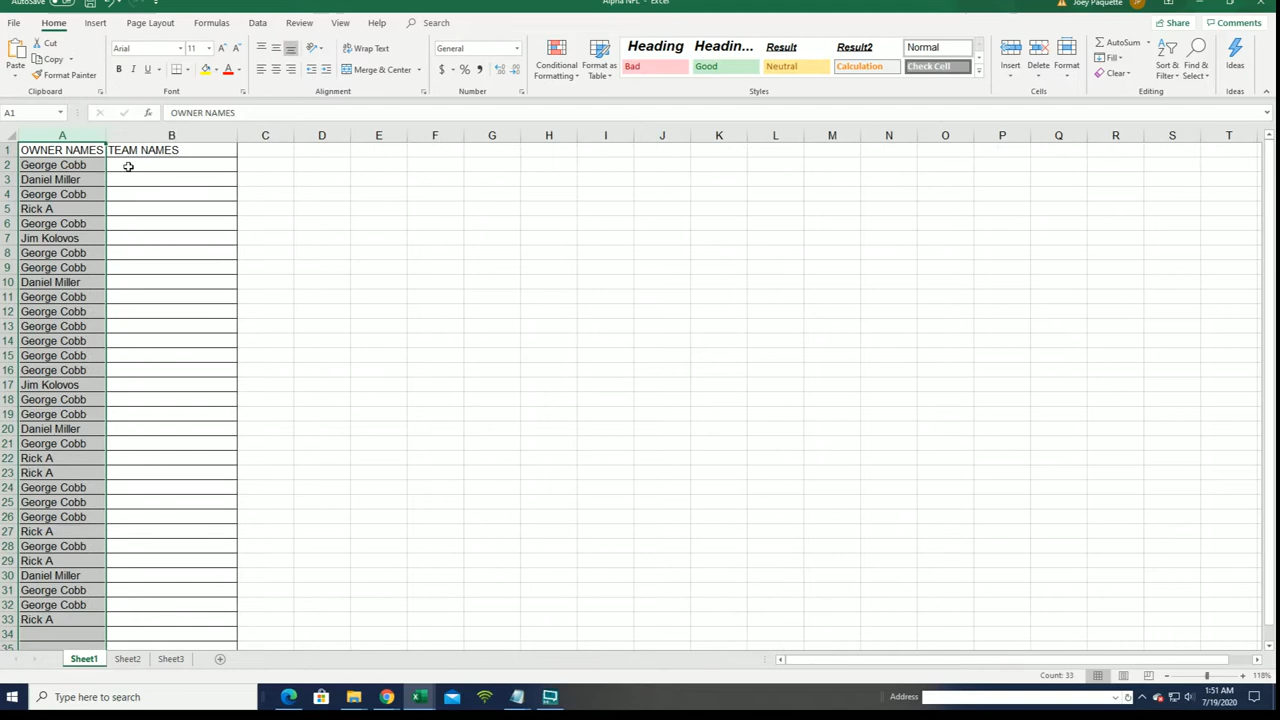 AutoSave Off Alpha NFL - Excel Joey Paquette JP
File Home Insert Page Layout Formulas Data Review View Help Search Share Comments
Paste Cut Copy Format Painter Clipboard
Arial 11 A A B I U A Font
Wrap Text Merge & Center Alignment
General $ % , Number
Conditional Formatting Format as Table
Heading Headin... Result Result2 Normal
Bad Good Neutral Calculation Check Cell
Styles
Insert Delete Format Cells
AutoSum Fill Clear Sort & Filter Find & Select Editing
Ideas Ideas
A1 fx OWNER NAMES
A B C D E F G H I J K L M N O P Q R S T
1 OWNER NAMES TEAM NAMES
2 George Cobb
3 Daniel Miller
4 George Cobb
5 Rick A
6 George Cobb
7 Jim Kolovos
8 George Cobb
9 George Cobb
10 Daniel Miller
11 George Cobb
12 George Cobb
13 George Cobb
14 George Cobb
15 George Cobb
16 George Cobb
17 Jim Kolovos
18 George Cobb
19 George Cobb
20 Daniel Miller
21 George Cobb
22 Rick A
23 Rick A
24 George Cobb
25 George Cobb
26 George Cobb
27 Rick A
28 George Cobb
29 Rick A
30 Daniel Miller
31 George Cobb
32 George Cobb
33 Rick A
34
35
Sheet1 Sheet2 Sheet3
Count: 33 118%
Type here to search Address 1:51 AM
7/19/2020